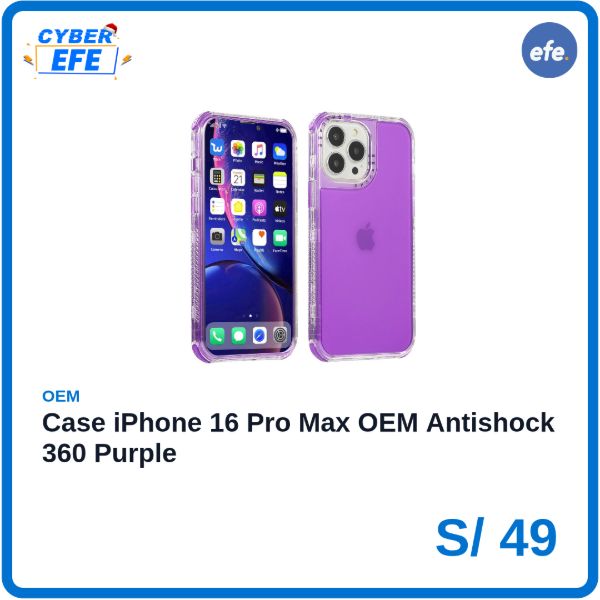 CYBER
EFE
efe.
OEM
Case iPhone 16 Pro Max OEM Antishock
360 Purple
S/ 49